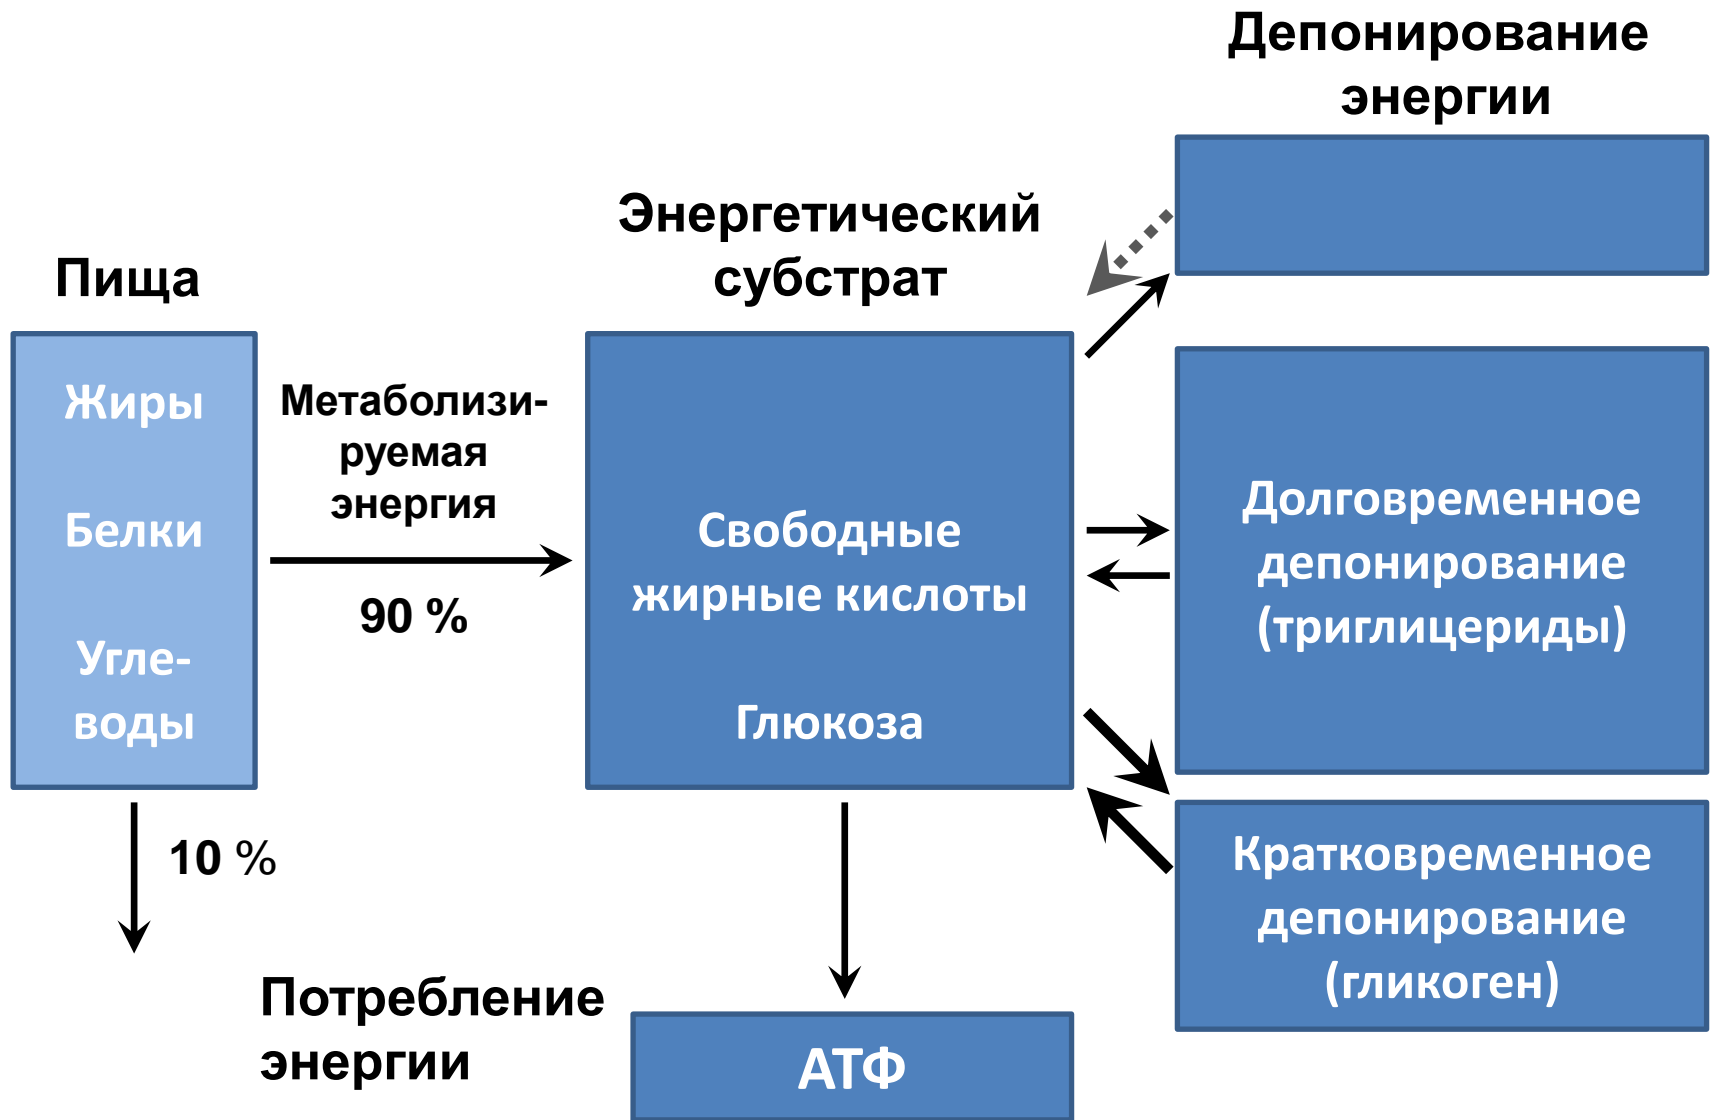 Депонирование
энергии
Энергетический
субстрат
Пища
Жиры
Белки
Угле-
воды
Метаболизи-
руемая
энергия
90 %
10 %
Свободные
жирные кислоты
Глюкоза
Долговременное
депонирование
(триглицериды)
Кратковременное
депонирование
(гликоген)
Потребление
энергии
АТФ